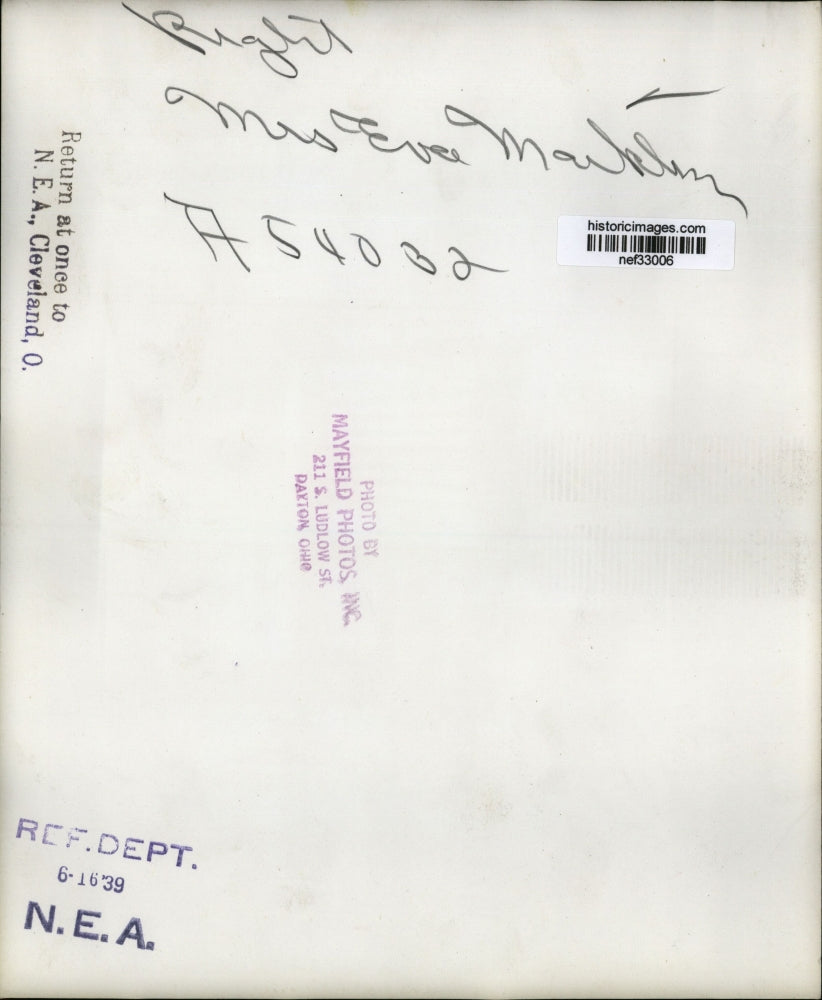 Right
Mrs Eva
A 54032
historicimages.com
nef33006
Return at once to
N. E. A., Cleveland, O.
PHOTO BY
MAYFIELD PHOTOS, INC.
211 S. LUDLOW ST.
DAYTON, OHIO
REF. DEPT.
6-16 39
N. E. A.